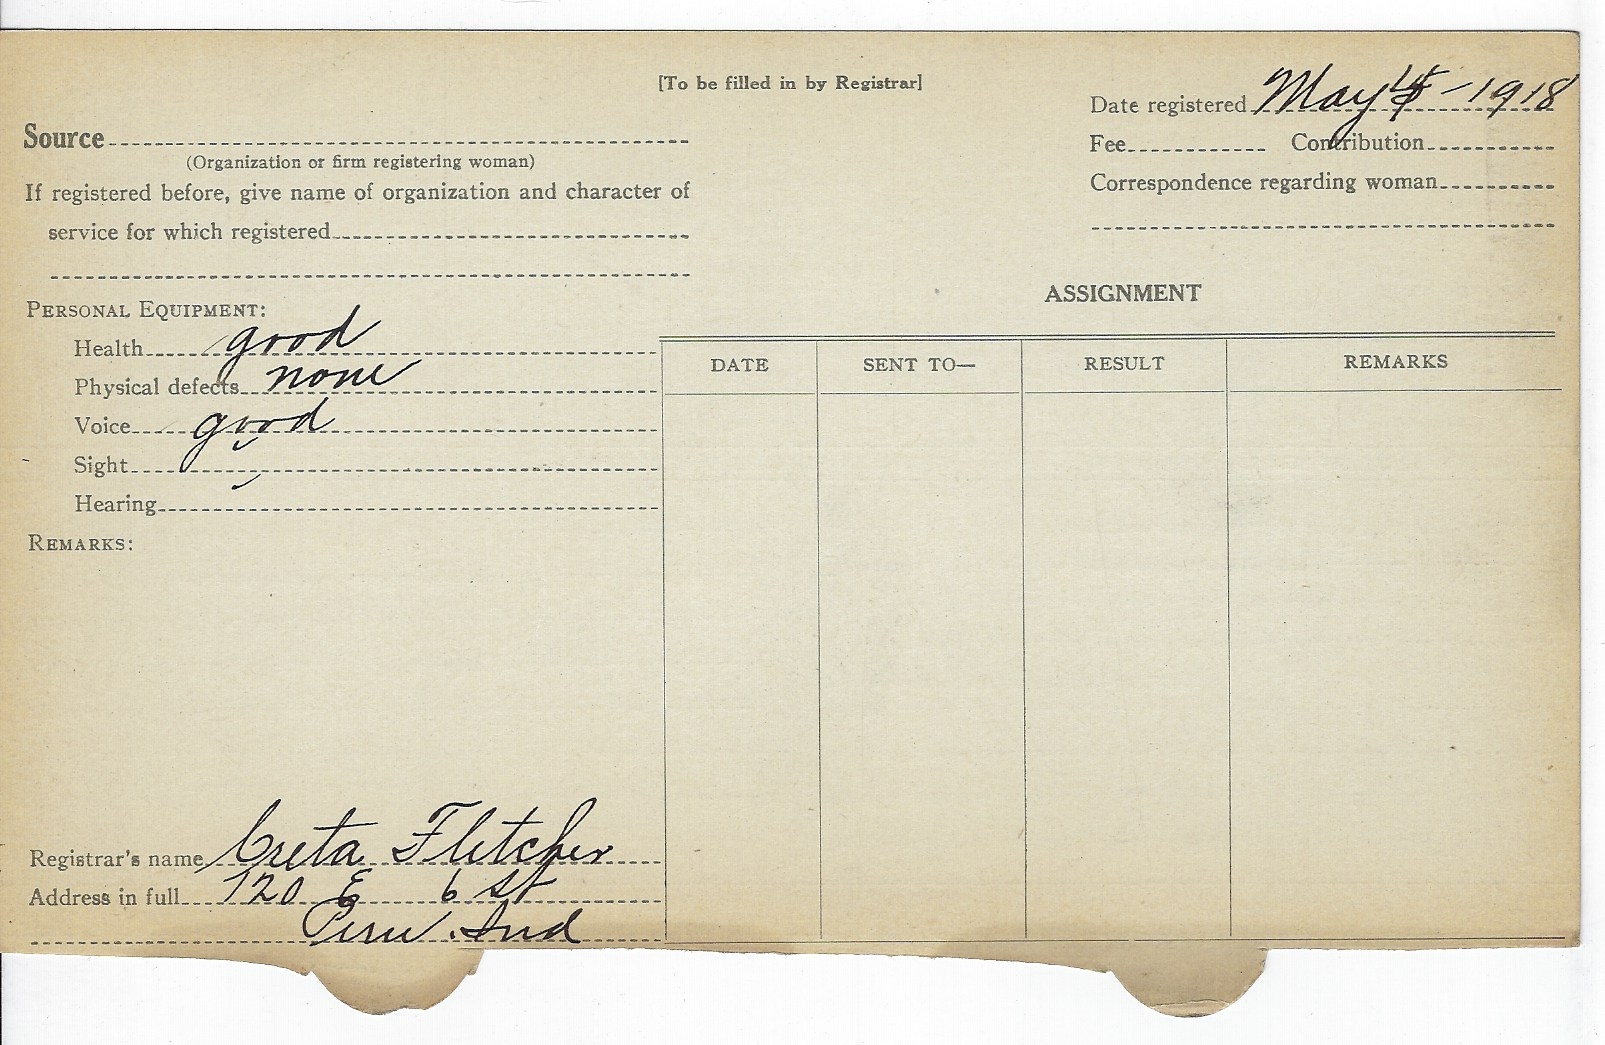 [To be filled in by Registrar]
Date registered May 4 - 1918
Source
(Organization or firm registering woman)
Fee Contribution
If registered before, give name of organization and character of
Correspondence regarding woman
service for which registered
ASSIGNMENT
PERSONAL EQUIPMENT:
Health good
DATE SENT TO— RESULT REMARKS
Physical defects none
Voice good
Sight "
Hearing "
REMARKS:
Registrar's name Creta Fletcher
Address in full 120 E 6 St
Peru. Ind